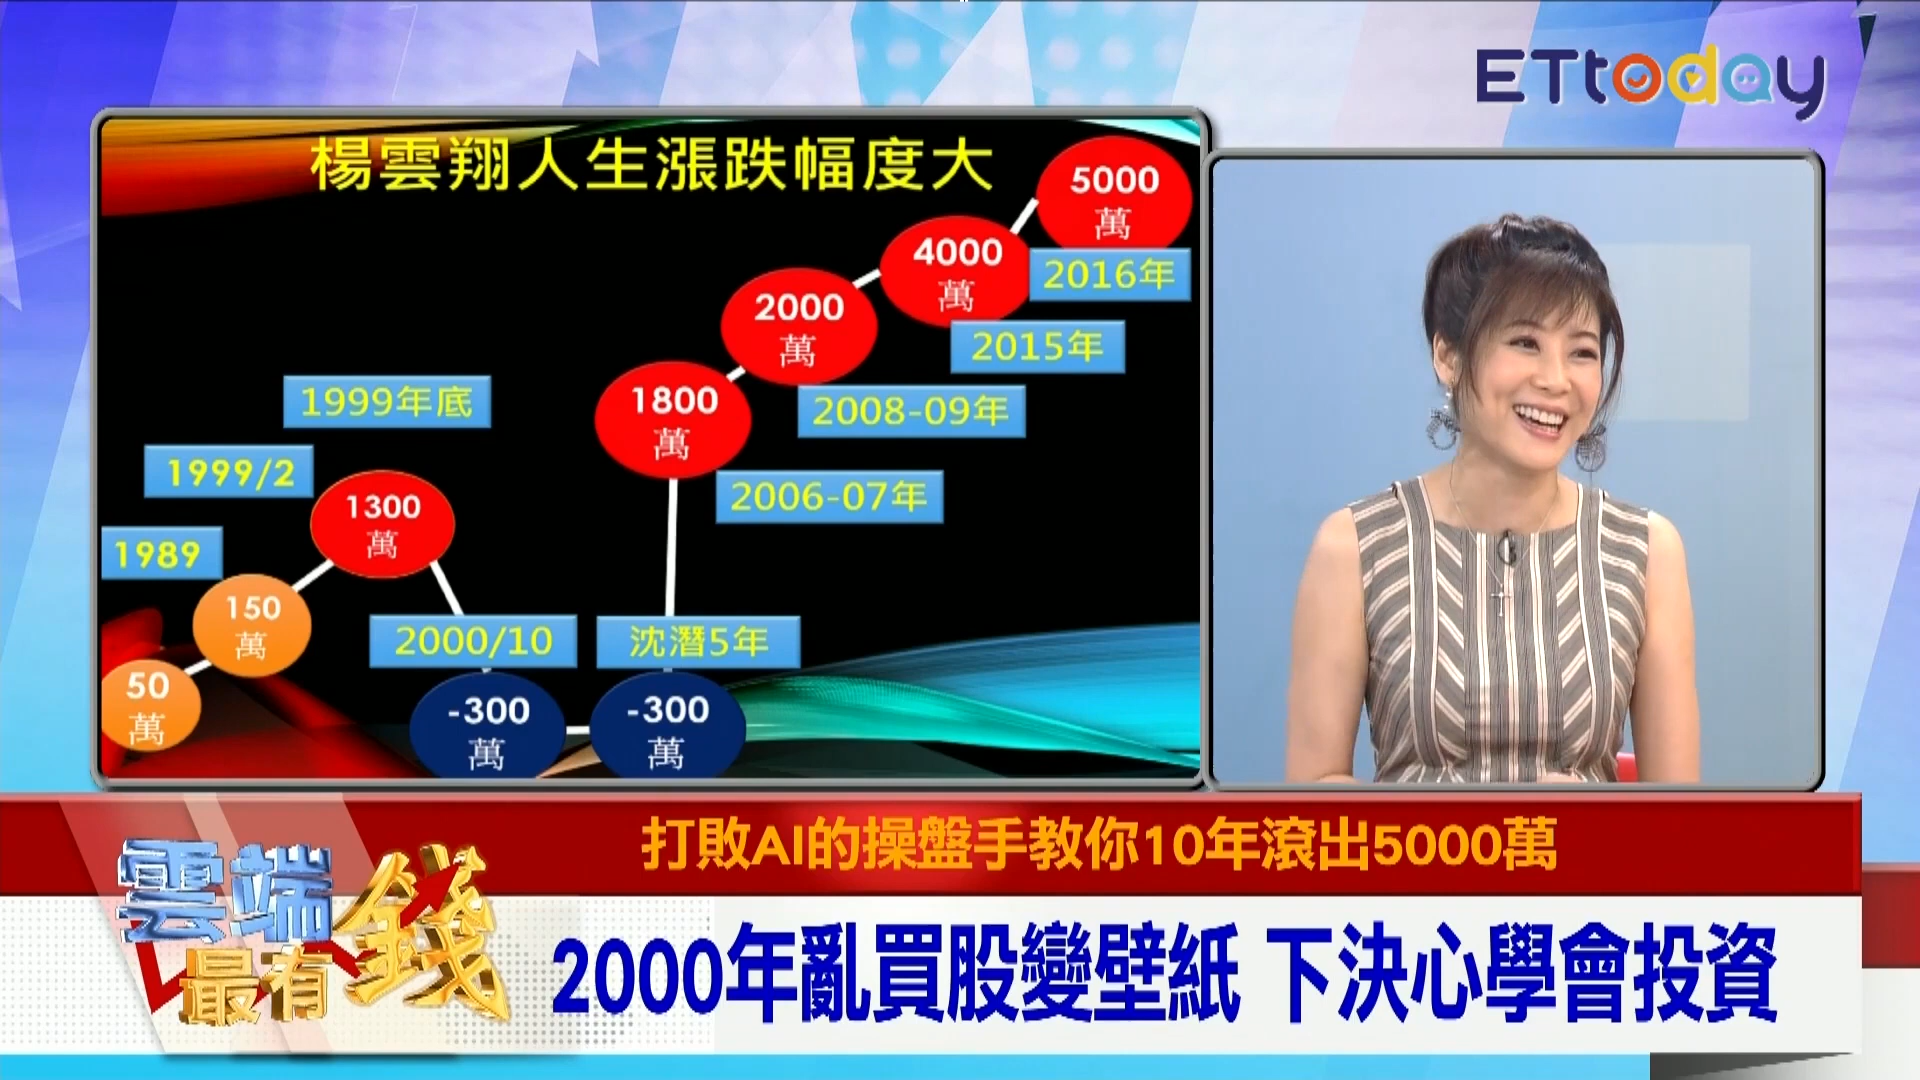 ETtoday
楊雲翔人生漲跌幅度大
5000
萬
2016年
4000
萬
2015年
2000
萬
2008-09年
1800
萬
2006-07年
1999年底
1999/2
1300
萬
1989
150
萬
50
萬
2000/10
-300
萬
沈潛5年
-300
萬
打敗AI的操盤手教你10年滾出5000萬
雲端
最有錢
2000年亂買股變壁紙 下決心學會投資